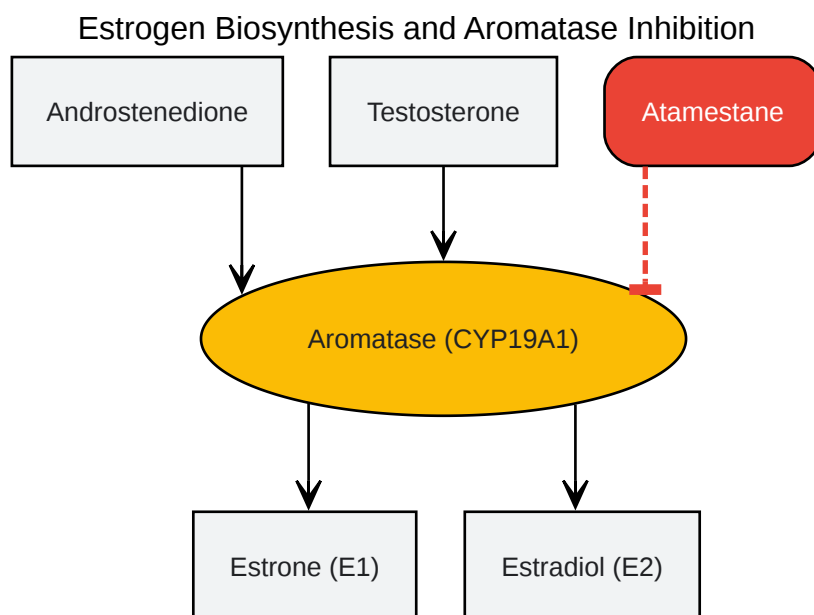 Estrogen Biosynthesis and Aromatase Inhibition
Androstenedione
Testosterone
Atamestane
Aromatase (CYP19A1)
Estrone (E1)
Estradiol (E2)